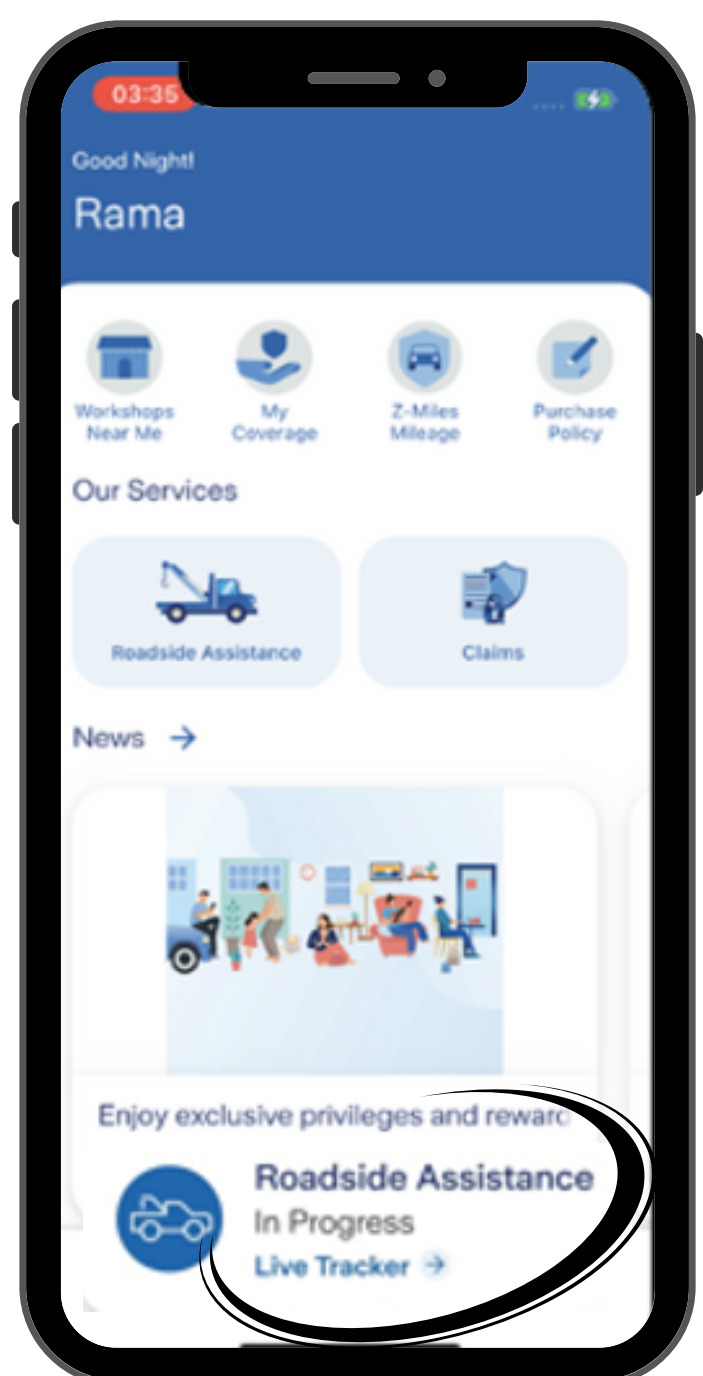 03:35
Good Night!
Rama
Workshops
Near Me
My
Coverage
Z-Miles
Mileage
Purchase
Policy
Our Services
Roadside Assistance
Claims
News
Enjoy exclusive privileges and reward
Roadside Assistance
In Progress
Live Tracker